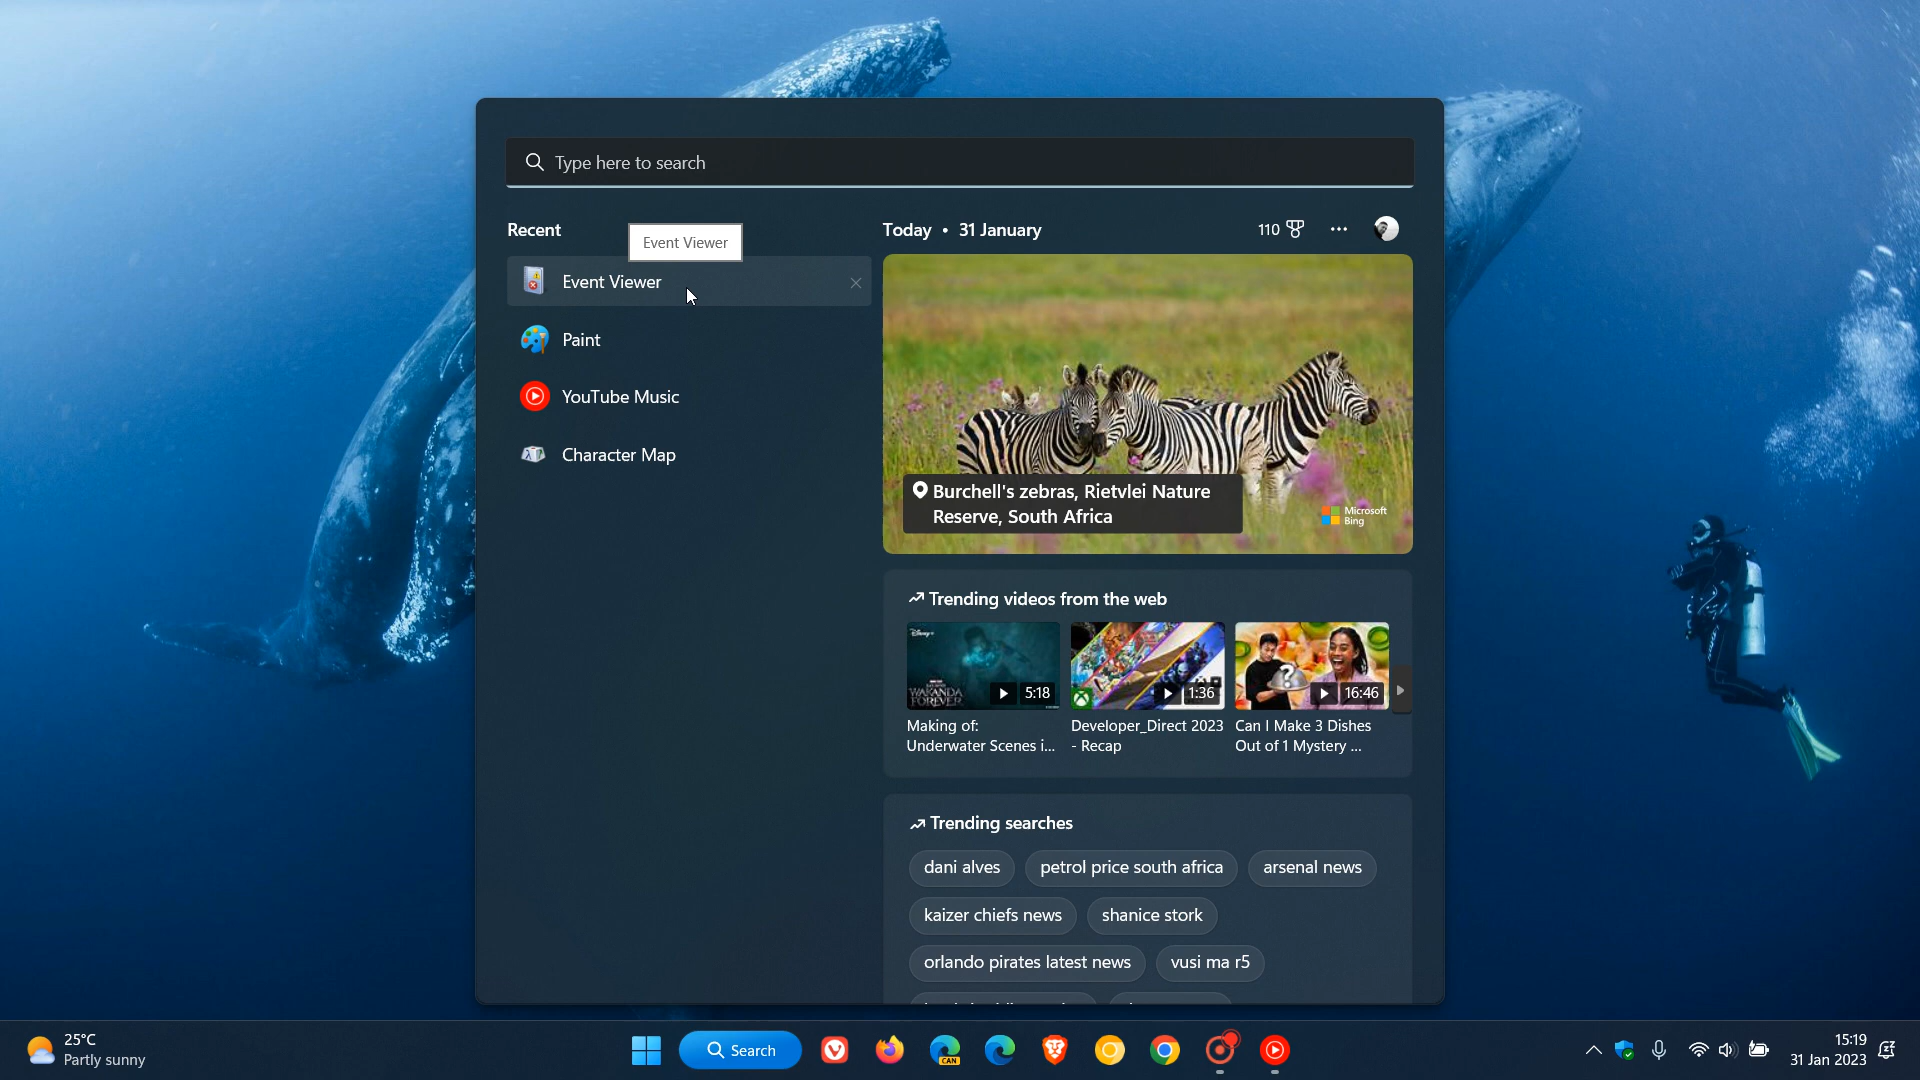 Type here to search
Recent
Event Viewer
Event Viewer
Paint
YouTube Music
Character Map
Today • 31 January
110
Burchell's zebras, Rietvlei Nature
Reserve, South Africa
Microsoft
Bing
Trending videos from the web
Disney+
WAKANDA
FOREVER
5:18
1:36
16:46
Making of:
Underwater Scenes i...
Developer_Direct 2023
- Recap
Can I Make 3 Dishes
Out of 1 Mystery ...
Trending searches
dani alves
petrol price south africa
arsenal news
kaizer chiefs news
shanice stork
orlando pirates latest news
vusi ma r5
25°C
Partly sunny
Search
CAN
15:19
31 Jan 2023